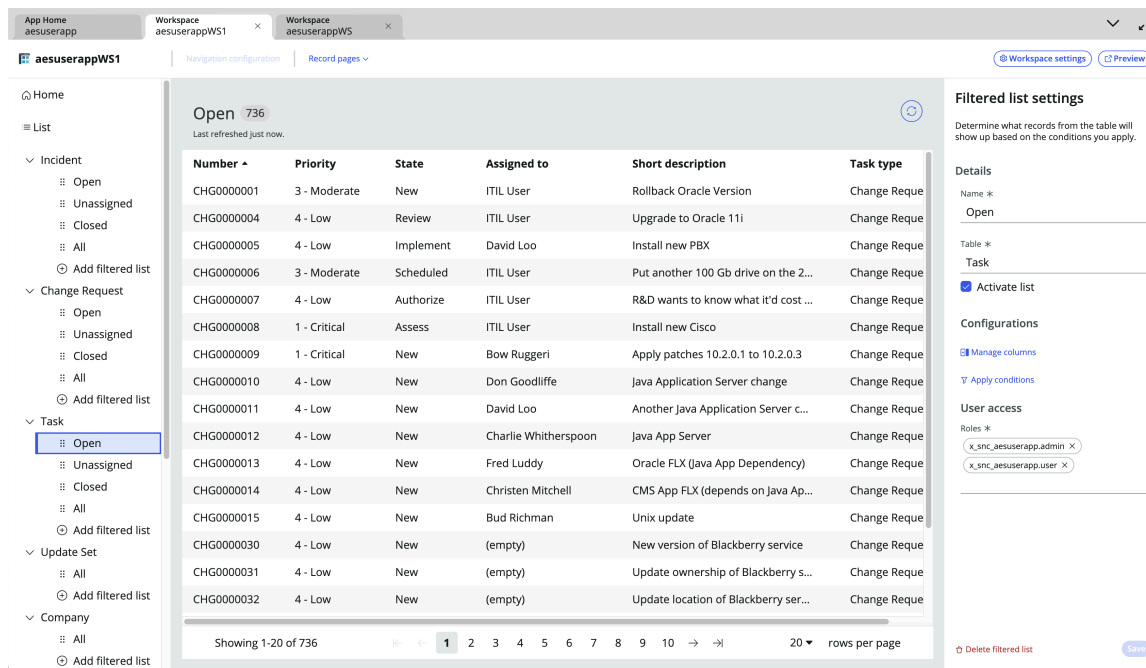 App Home
aesuserapp
Workspace
aesuserappWS1
Workspace
aesuserappWS
aesuserappWS1
Navigation configuration
Record pages
Workspace settings
Preview
Home
List
Incident
Open
Unassigned
Closed
All
Add filtered list
Change Request
Open
Unassigned
Closed
All
Add filtered list
Task
Open
Unassigned
Closed
All
Add filtered list
Update Set
All
Add filtered list
Company
All
Add filtered list
Open 736
Last refreshed just now.
Number Priority State Assigned to Short description Task type
CHG0000001 3 - Moderate New ITIL User Rollback Oracle Version Change Reque
CHG0000004 4 - Low Review ITIL User Upgrade to Oracle 11i Change Reque
CHG0000005 4 - Low Implement David Loo Install new PBX Change Reque
CHG0000006 3 - Moderate Scheduled ITIL User Put another 100 Gb drive on the 2... Change Reque
CHG0000007 4 - Low Authorize ITIL User R&D wants to know what it'd cost ... Change Reque
CHG0000008 1 - Critical Assess ITIL User Install new Cisco Change Reque
CHG0000009 1 - Critical New Bow Ruggeri Apply patches 10.2.0.1 to 10.2.0.3 Change Reque
CHG0000010 4 - Low New Don Goodliffe Java Application Server change Change Reque
CHG0000011 4 - Low New David Loo Another Java Application Server c... Change Reque
CHG0000012 4 - Low New Charlie Whitherspoon Java App Server Change Reque
CHG0000013 4 - Low New Fred Luddy Oracle FLX (Java App Dependency) Change Reque
CHG0000014 4 - Low New Christen Mitchell CMS App FLX (depends on Java Ap... Change Reque
CHG0000015 4 - Low New Bud Richman Unix update Change Reque
CHG0000030 4 - Low New (empty) New version of Blackberry service Change Reque
CHG0000031 4 - Low New (empty) Update ownership of Blackberry s... Change Reque
CHG0000032 4 - Low New (empty) Update location of Blackberry ser... Change Reque
Showing 1-20 of 736 1 2 3 4 5 6 7 8 9 10 20 rows per page
Filtered list settings
Determine what records from the table will
show up based on the conditions you apply.
Details
Name *
Open
Table *
Task
Activate list
Configurations
Manage columns
Apply conditions
User access
Roles *
x_snc_aesuserapp.admin
x_snc_aesuserapp.user
Delete filtered list
Save